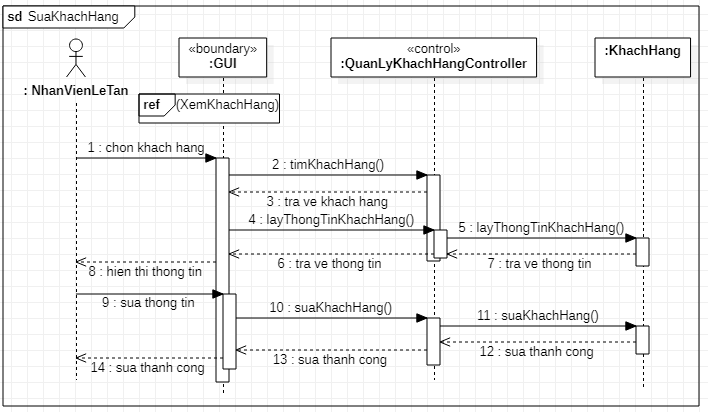 sd SuaKhachHang
«boundary»
:GUI
«control»
:QuanLyKhachHangController
:KhachHang
: NhanVienLeTan
ref (XemKhachHang)
1 : chon khach hang
2 : timKhachHang()
3 : tra ve khach hang
4 : layThongTinKhachHang()
5 : layThongTinKhachHang()
6 : tra ve thong tin
7 : tra ve thong tin
8 : hien thi thong tin
9 : sua thong tin
10 : suaKhachHang()
11 : suaKhachHang()
12 : sua thanh cong
13 : sua thanh cong
14 : sua thanh cong